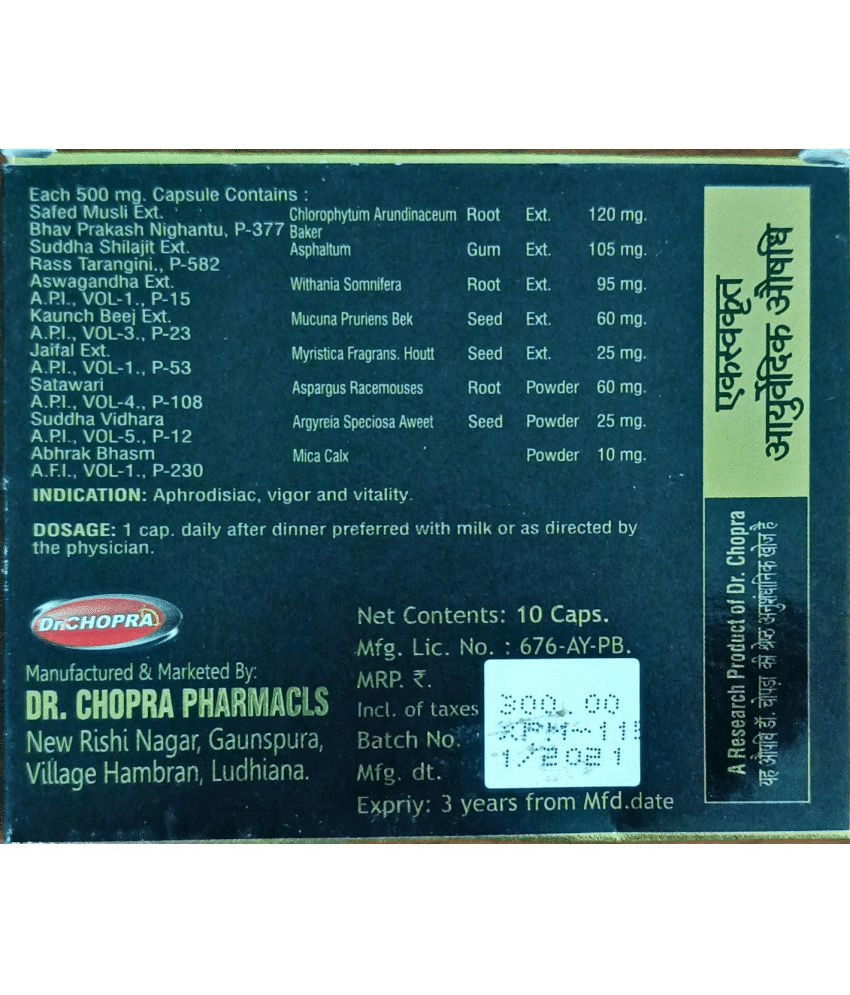 Each 500 mg. Capsule Contains :
Safed Musli Ext. Chlorophytum Arundinaceum Root Ext. 120 mg.
Bhav Prakash Nighantu, P-377 Baker
Suddha Shilajit Ext. Asphaltum Gum Ext. 105 mg.
Rass Tarangini., P-582
Aswagandha Ext. Withania Somnifera Root Ext. 95 mg.
A.P.I., VOL-1., P-15
Kaunch Beej Ext. Mucuna Pruriens Bek Seed Ext. 60 mg.
A.P.I., VOL-3., P-23
Jaifal Ext. Myristica Fragrans. Houtt Seed Ext. 25 mg.
A.P.I., VOL-1., P-53
Satawari Aspargus Racemouses Root Powder 60 mg.
A.P.I., VOL-4., P-108
Suddha Vidhara Argyreia Speciosa Aweet Seed Powder 25 mg.
A.P.I., VOL-5., P-12
Abhrak Bhasm Mica Calx Powder 10 mg.
A.F.I., VOL-1., P-230
INDICATION: Aphrodisiac, vigor and vitality.
DOSAGE: 1 cap. daily after dinner preferred with milk or as directed by
the physician.
Dr.CHOPRA
Manufactured & Marketed By:
DR. CHOPRA PHARMACLS
New Rishi Nagar, Gaunspura,
Village Hambran, Ludhiana.
Net Contents: 10 Caps.
Mfg. Lic. No. : 676-AY-PB.
MRP. ₹. 300.00
Incl. of taxes
Batch No. XPM-115
Mfg. dt. 1/2021
Expriy: 3 years from Mfd.date
एकस्वकृत
आयुर्वेदिक औषधि
A Research Product of Dr. Chopra
यह औषधि डॉ. चोपड़ा की श्रेष्ठ अनुसंधानिक खोज है